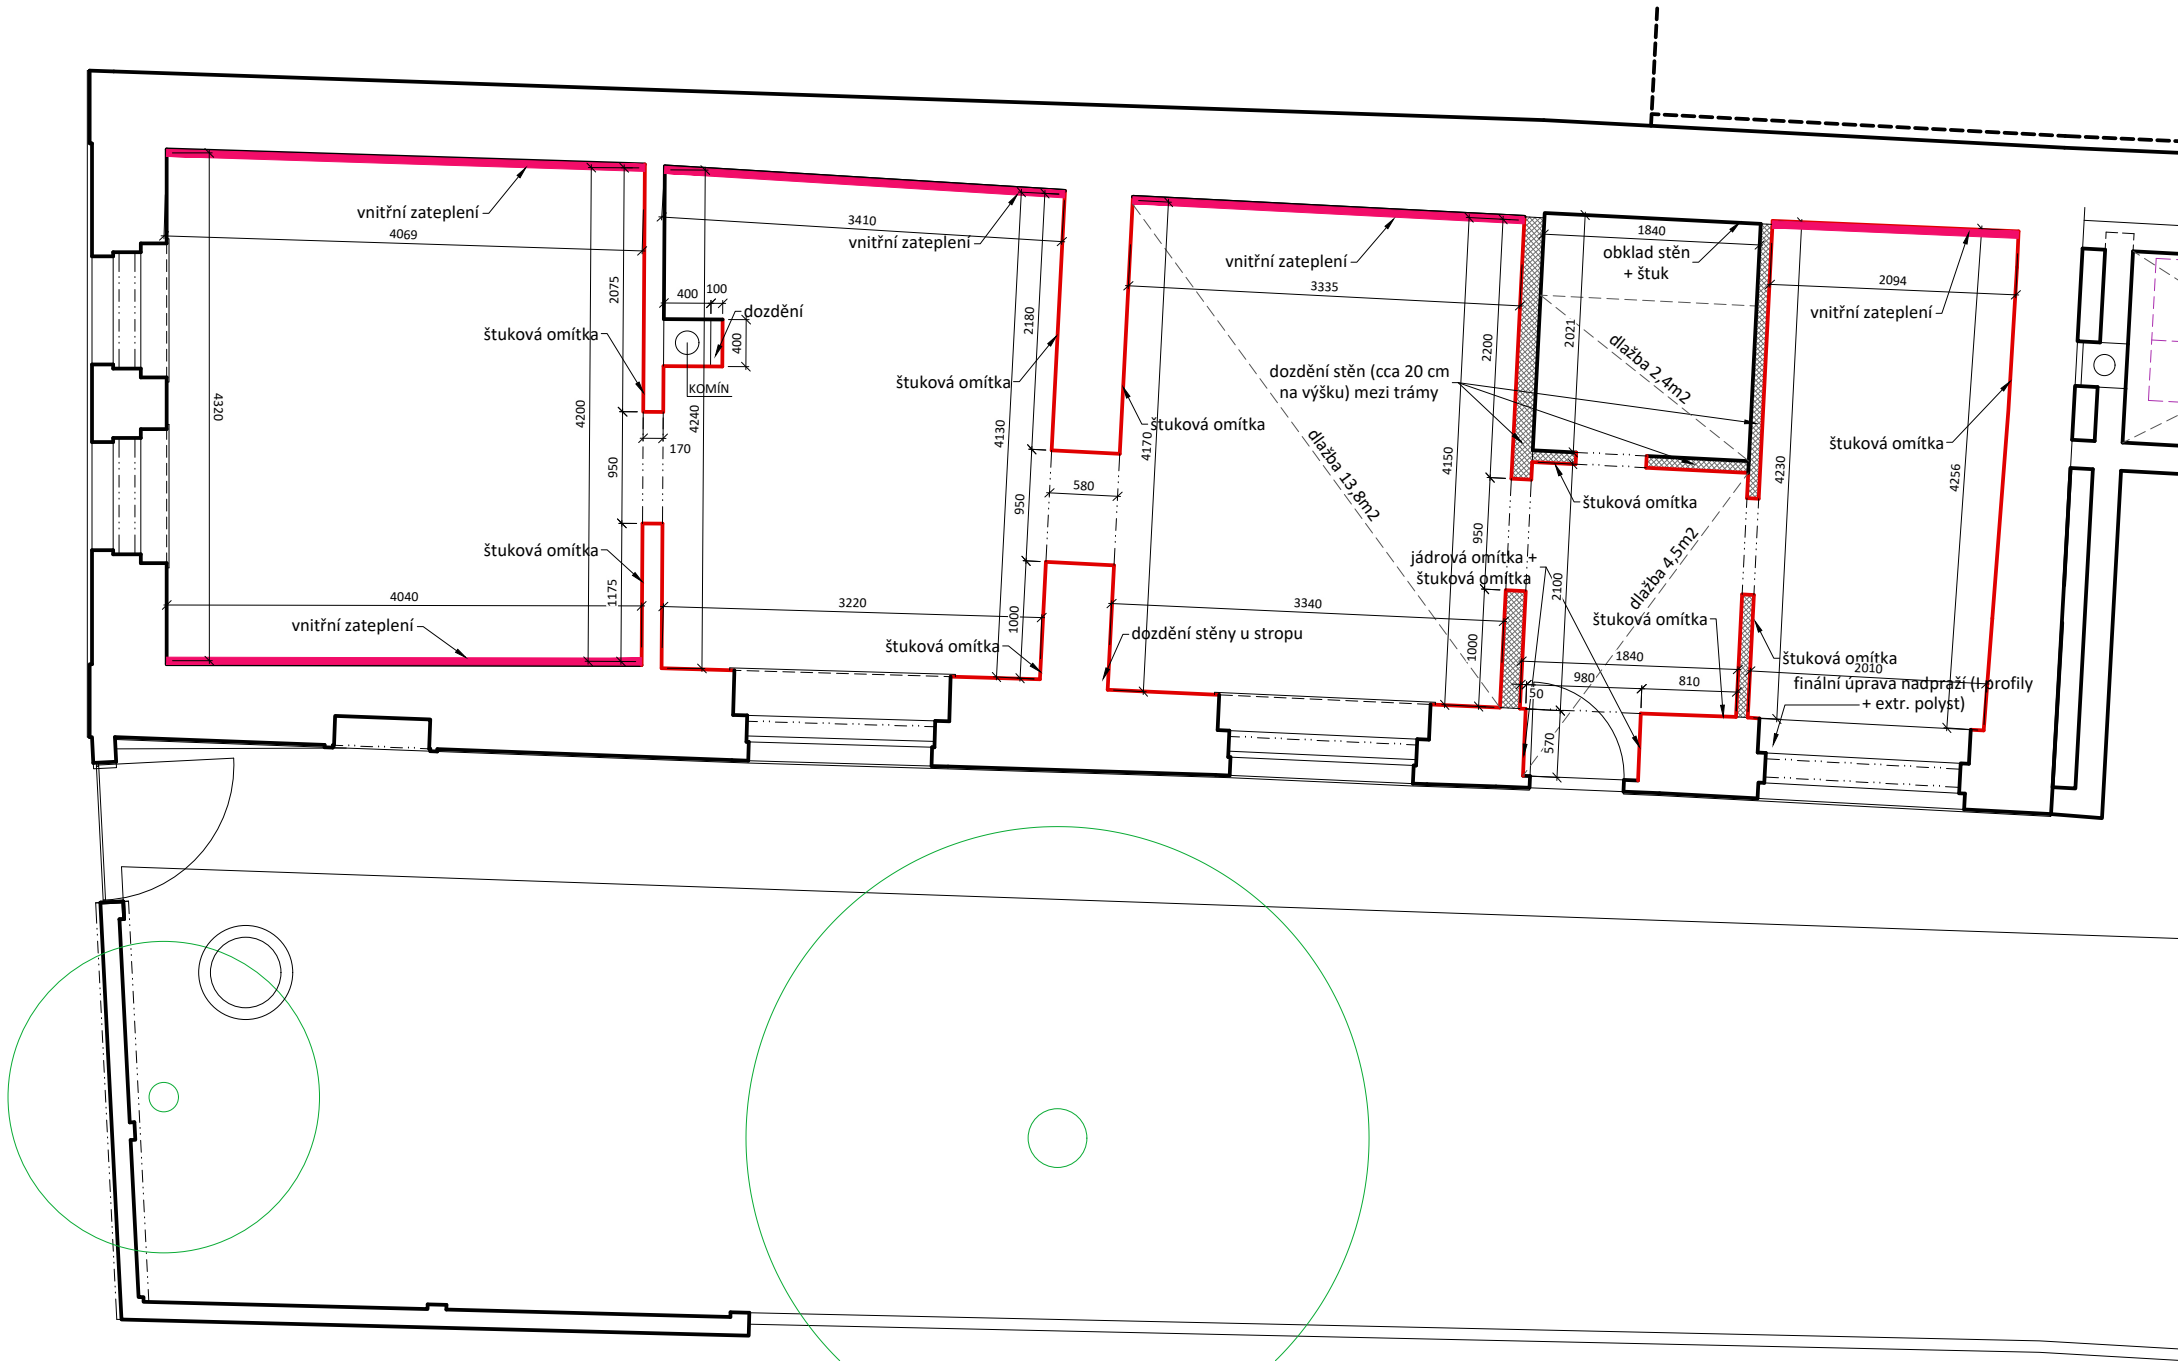 vnitřní zateplení
4069
4320
4200
2075
štuková omítka
950
štuková omítka
1175
4040
vnitřní zateplení
170
3410
vnitřní zateplení
400
100
dozdění
400
KOMÍN
4240
2180
4130
štuková omítka
950
580
3220
1000
štuková omítka
vnitřní zateplení
3335
štuková omítka
4170
dlažba 13,8m2
2200
4150
950
dozdění stěn (cca 20 cm
na výšku) mezi trámy
3340
1000
dozdění stěny u stropu
1840
obklad stěn
+ štuk
2021
dlažba 2,4m2
štuková omítka
jádrová omítka +
štuková omítka
2100
dlažba 4,5m2
štuková omítka
1840
980
810
50
570
2094
vnitřní zateplení
4230
4256
štuková omítka
štuková omítka
2010
finální úprava nadpraží (I profily
+ extr. polyst)